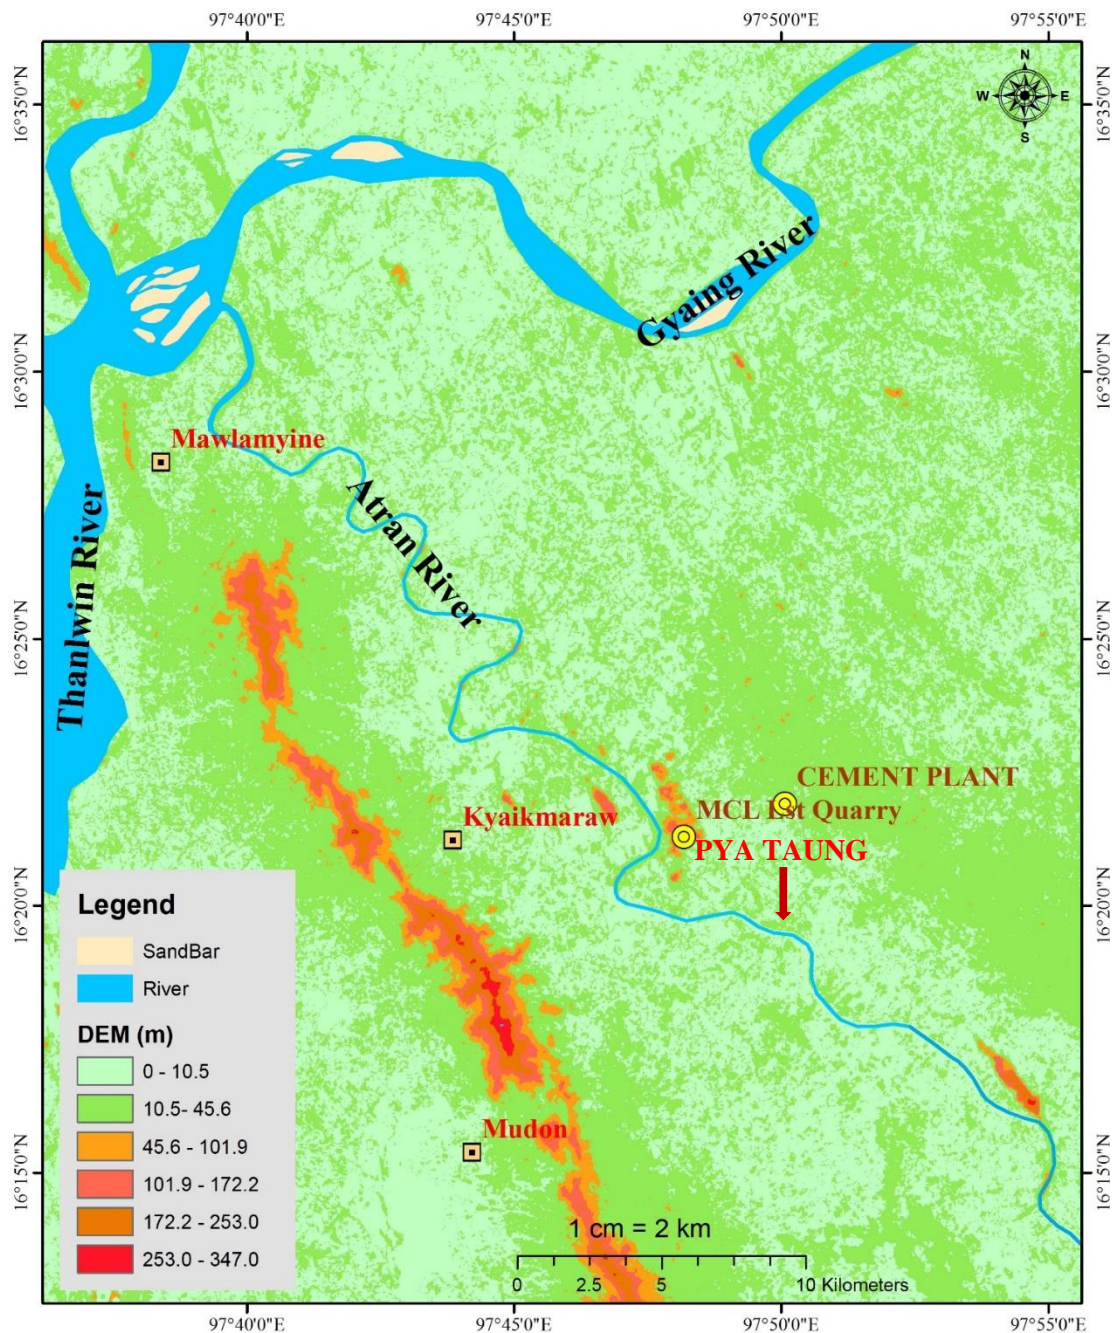 97°40'0"E
97°45'0"E
97°50'0"E
97°55'0"E
N
W
E
S
16°35'0"N
16°35'0"N
Gyaing River
16°30'0"N
16°30'0"N
Mawlamyine
Atran River
Thanlwin River
16°25'0"N
16°25'0"N
CEMENT PLANT
MCL Lst Quarry
Kyaikmaraw
PYA TAUNG
16°20'0"N
16°20'0"N
Legend
SandBar
River
DEM (m)
0 - 10.5
10.5- 45.6
45.6 - 101.9
101.9 - 172.2
172.2 - 253.0
253.0 - 347.0
Mudon
16°15'0"N
16°15'0"N
1 cm = 2 km
0 2.5 5 10 Kilometers
97°40'0"E
97°45'0"E
97°50'0"E
97°55'0"E